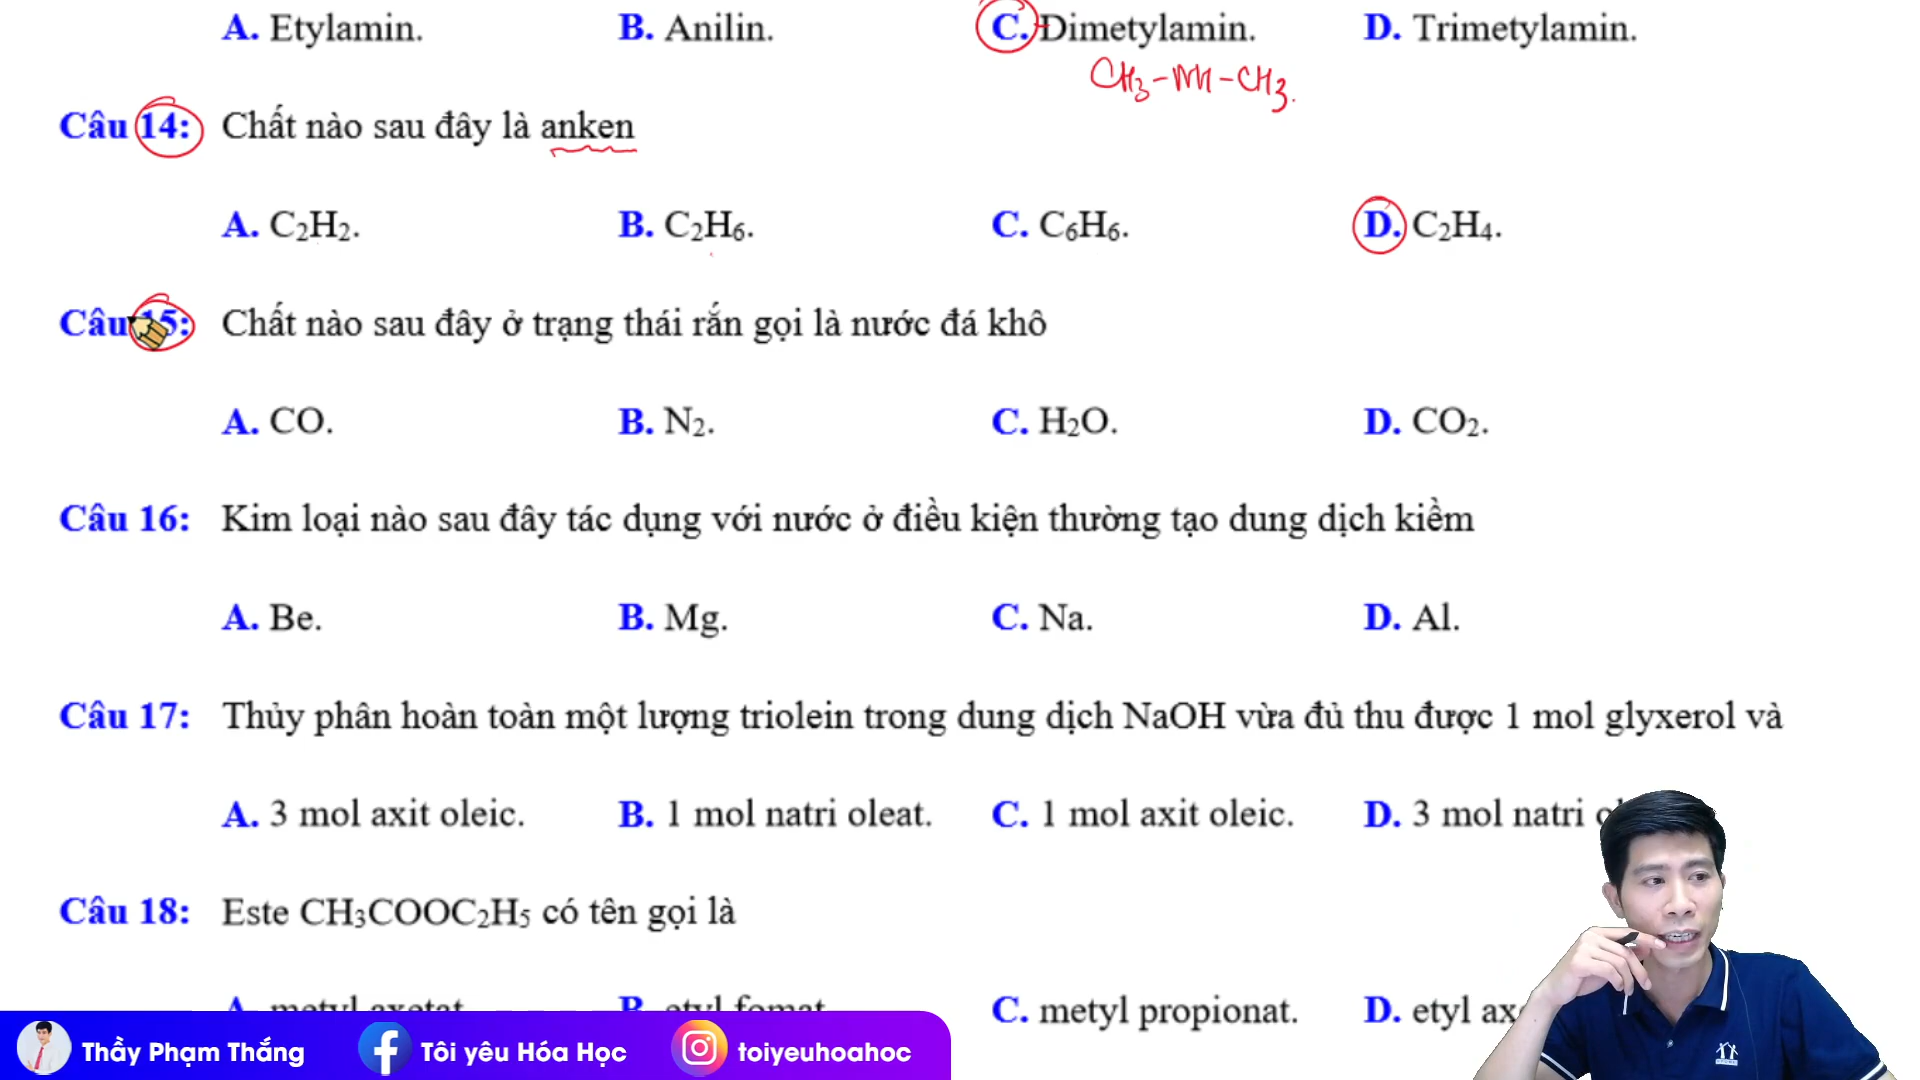 A. Etylamin. B. Anilin. C. Dimetylamin. D. Trimetylamin.
CH₃-NH-CH₃.
Câu 14: Chất nào sau đây là anken
A. C₂H₂. B. C₂H₆. C. C₆H₆. D. C₂H₄.
Câu 15: Chất nào sau đây ở trạng thái rắn gọi là nước đá khô
A. CO. B. N₂. C. H₂O. D. CO₂.
Câu 16: Kim loại nào sau đây tác dụng với nước ở điều kiện thường tạo dung dịch kiềm
A. Be. B. Mg. C. Na. D. Al.
Câu 17: Thủy phân hoàn toàn một lượng triolein trong dung dịch NaOH vừa đủ thu được 1 mol glyxerol và
A. 3 mol axit oleic. B. 1 mol natri oleat. C. 1 mol axit oleic. D. 3 mol natri
Câu 18: Este CH₃COOC₂H₅ có tên gọi là
A. metyl axetat B. etyl fomat C. metyl propionat. D. etyl
Thầy Phạm Thắng Tôi yêu Hóa Học toiyeuhoahoc